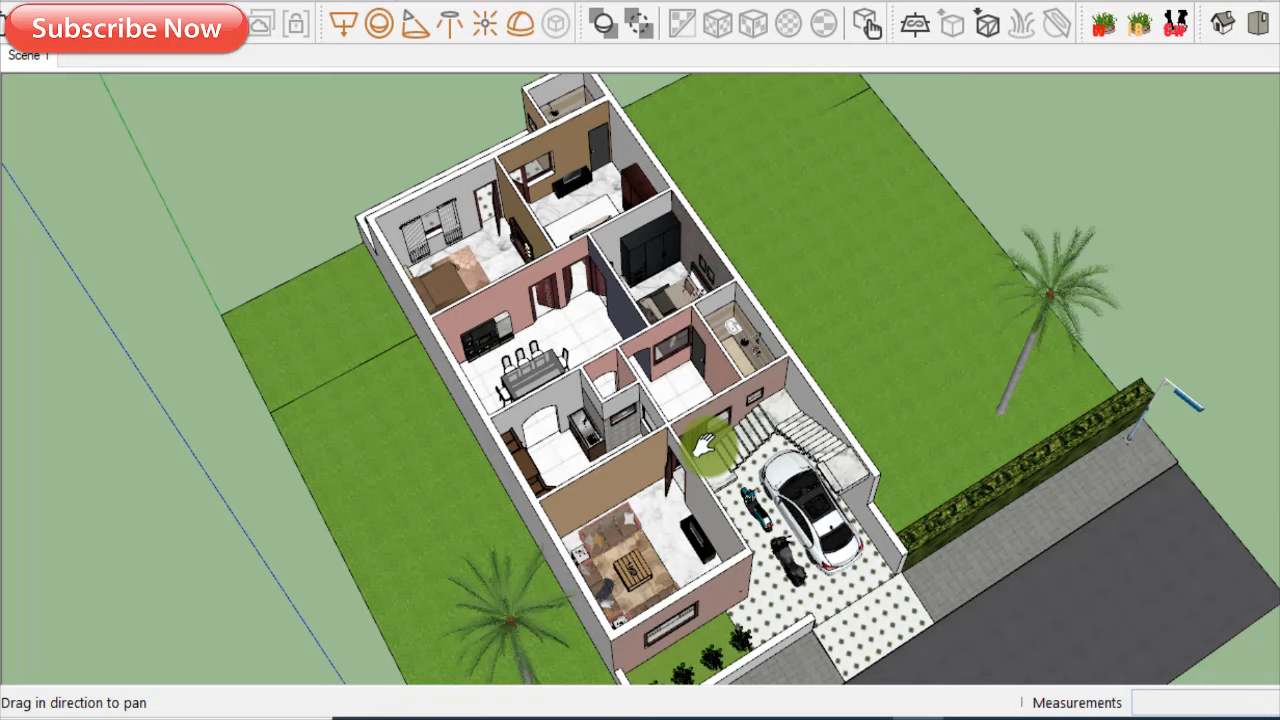 Subscribe Now
Scene 1
Drag in direction to pan
Measurements